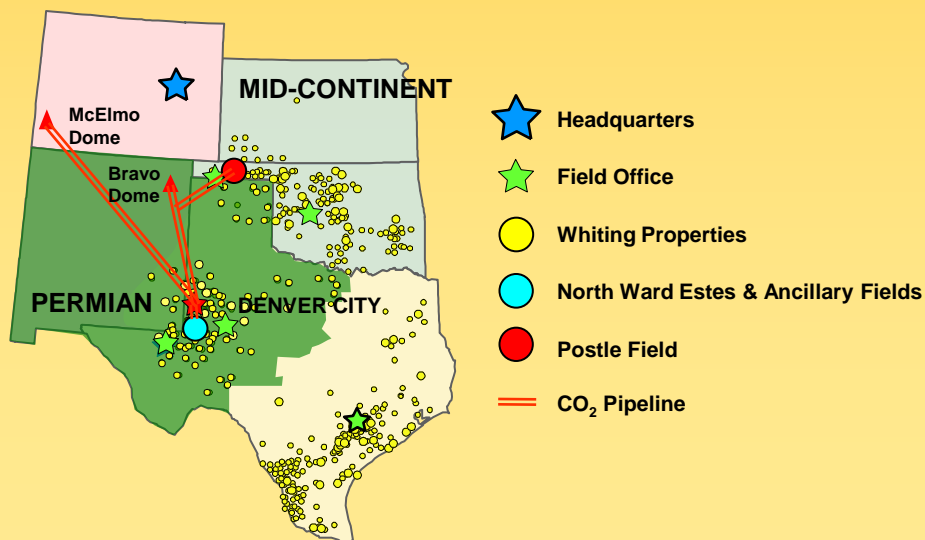 MID-CONTINENT
McElmo
Dome
Bravo
Dome
PERMIAN
DENVER CITY
Headquarters
Field Office
Whiting Properties
North Ward Estes & Ancillary Fields
Postle Field
CO₂ Pipeline